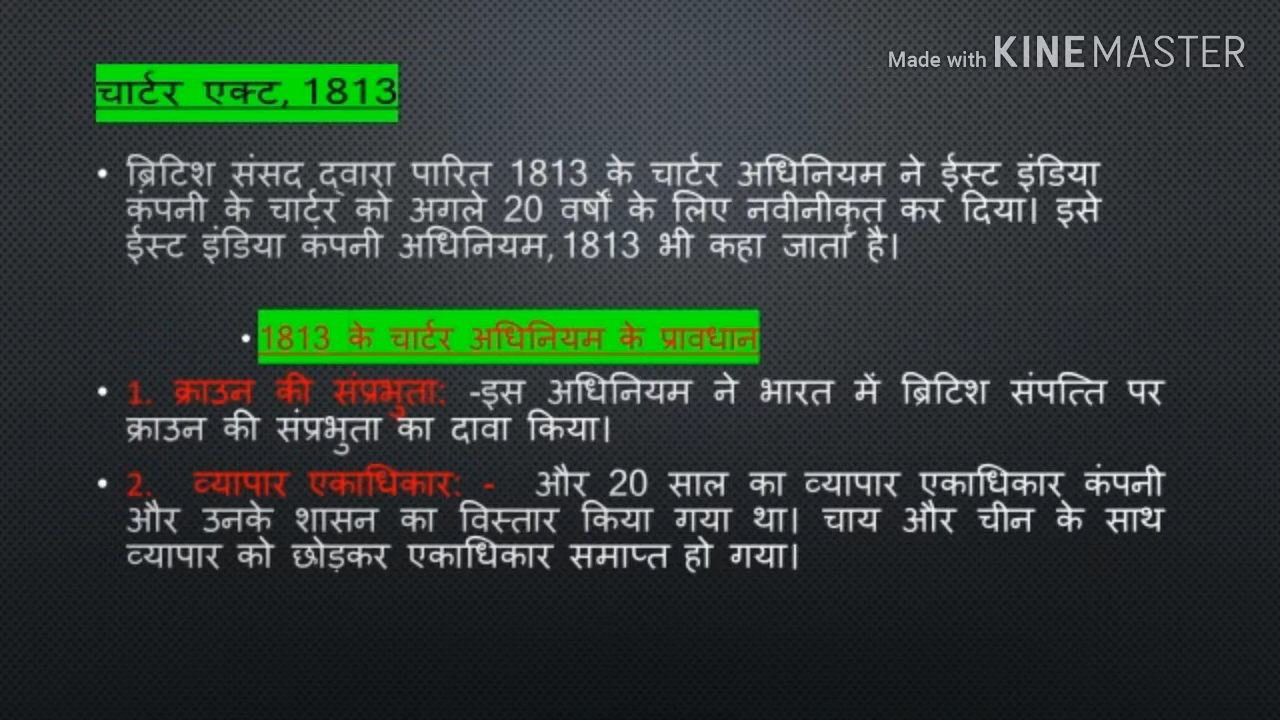 Made with KINEMASTER
चार्टर एक्ट, 1813
• ब्रिटिश संसद द्वारा पारित 1813 के चार्टर अधिनियम ने ईस्ट इंडिया
कंपनी के चार्टर को अगले 20 वर्षों के लिए नवीनीकृत कर दिया। इसे
ईस्ट इंडिया कंपनी अधिनियम, 1813 भी कहा जाता है।
• 1813 के चार्टर अधिनियम के प्रावधान
• 1. क्राउन की संप्रभुता: -इस अधिनियम ने भारत में ब्रिटिश संपत्ति पर
क्राउन की संप्रभुता का दावा किया।
• 2. व्यापार एकाधिकार: - और 20 साल का व्यापार एकाधिकार कंपनी
और उनके शासन का विस्तार किया गया था। चाय और चीन के साथ
व्यापार को छोड़कर एकाधिकार समाप्त हो गया।